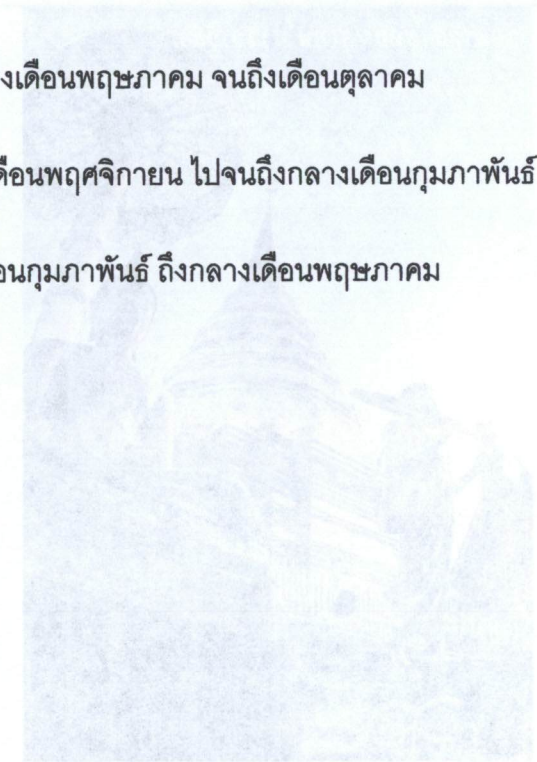 งเดือนพฤษภาคม จนถึงเดือนตุลาคม
ดือนพฤศจิกายน ไปจนถึงกลางเดือนกุมภาพันธ์
อนกุมภาพันธ์ ถึงกลางเดือนพฤษภาคม